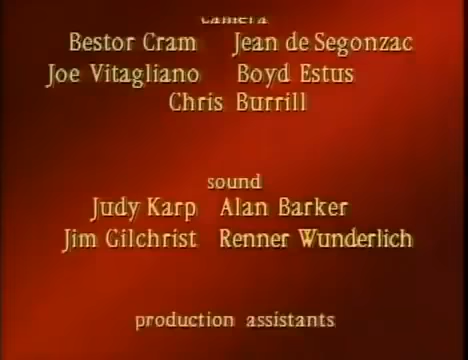 camera
Bestor Cram Jean de Segonzac
Joe Vitagliano Boyd Estus
Chris Burrill
sound
Judy Karp Alan Barker
Jim Gilchrist Renner Wunderlich
production assistants